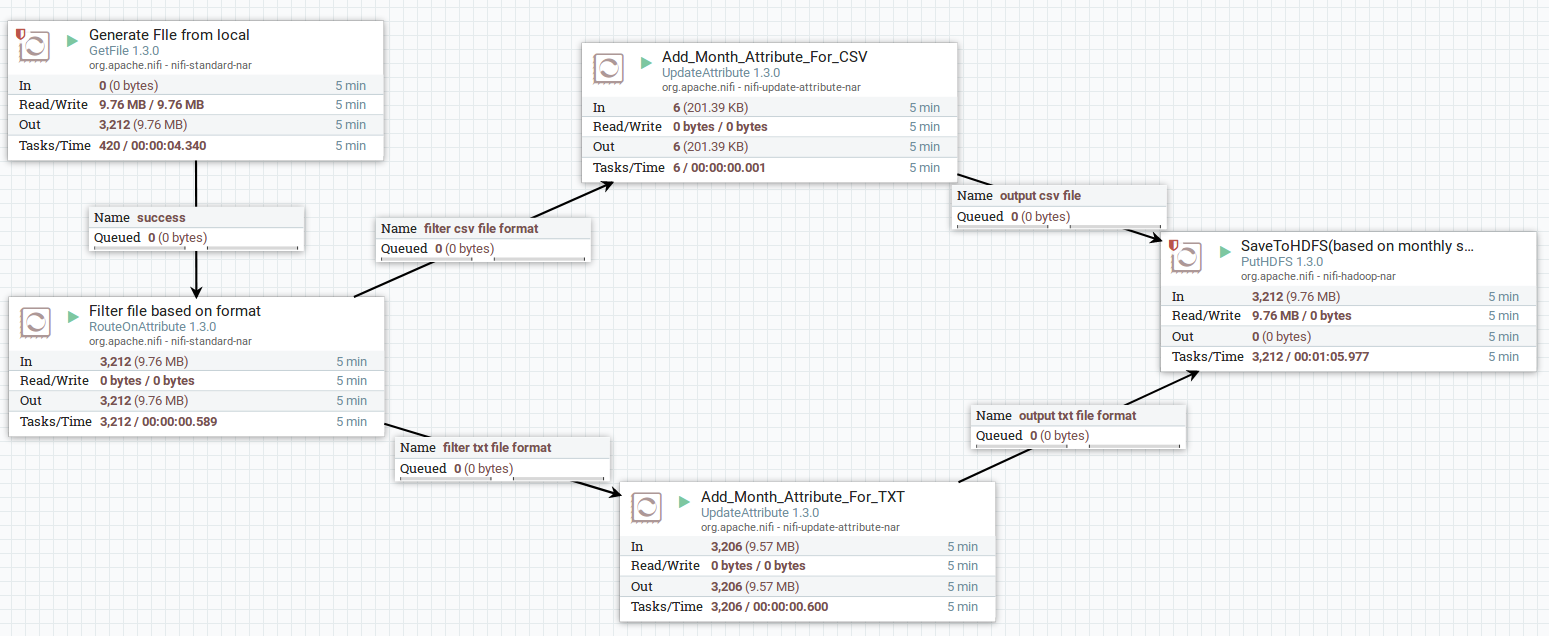 Generate FIle from local
GetFile 1.3.0
org.apache.nifi - nifi-standard-nar
In 0 (0 bytes) 5 min
Read/Write 9.76 MB / 9.76 MB 5 min
Out 3,212 (9.76 MB) 5 min
Tasks/Time 420 / 00:00:04.340 5 min
Name success
Queued 0 (0 bytes)
Filter file based on format
RouteOnAttribute 1.3.0
org.apache.nifi - nifi-standard-nar
In 3,212 (9.76 MB) 5 min
Read/Write 0 bytes / 0 bytes 5 min
Out 3,212 (9.76 MB) 5 min
Tasks/Time 3,212 / 00:00:00.589 5 min
Name filter csv file format
Queued 0 (0 bytes)
Add_Month_Attribute_For_CSV
UpdateAttribute 1.3.0
org.apache.nifi - nifi-update-attribute-nar
In 6 (201.39 KB) 5 min
Read/Write 0 bytes / 0 bytes 5 min
Out 6 (201.39 KB) 5 min
Tasks/Time 6 / 00:00:00.001 5 min
Name output csv file
Queued 0 (0 bytes)
Name filter txt file format
Queued 0 (0 bytes)
Add_Month_Attribute_For_TXT
UpdateAttribute 1.3.0
org.apache.nifi - nifi-update-attribute-nar
In 3,206 (9.57 MB) 5 min
Read/Write 0 bytes / 0 bytes 5 min
Out 3,206 (9.57 MB) 5 min
Tasks/Time 3,206 / 00:00:00.600 5 min
Name output txt file format
Queued 0 (0 bytes)
SaveToHDFS(based on monthly s...
PutHDFS 1.3.0
org.apache.nifi - nifi-hadoop-nar
In 3,212 (9.76 MB) 5 min
Read/Write 9.76 MB / 0 bytes 5 min
Out 0 (0 bytes) 5 min
Tasks/Time 3,212 / 00:01:05.977 5 min